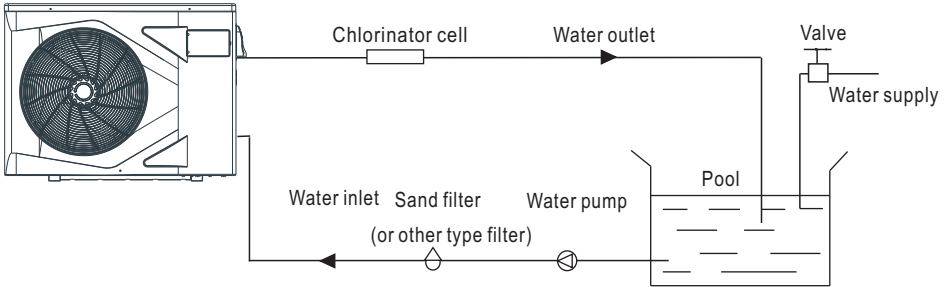 Chlorinator cell
Water outlet
Valve
Water supply
Pool
Water inlet
Sand filter
(or other type filter)
Water pump